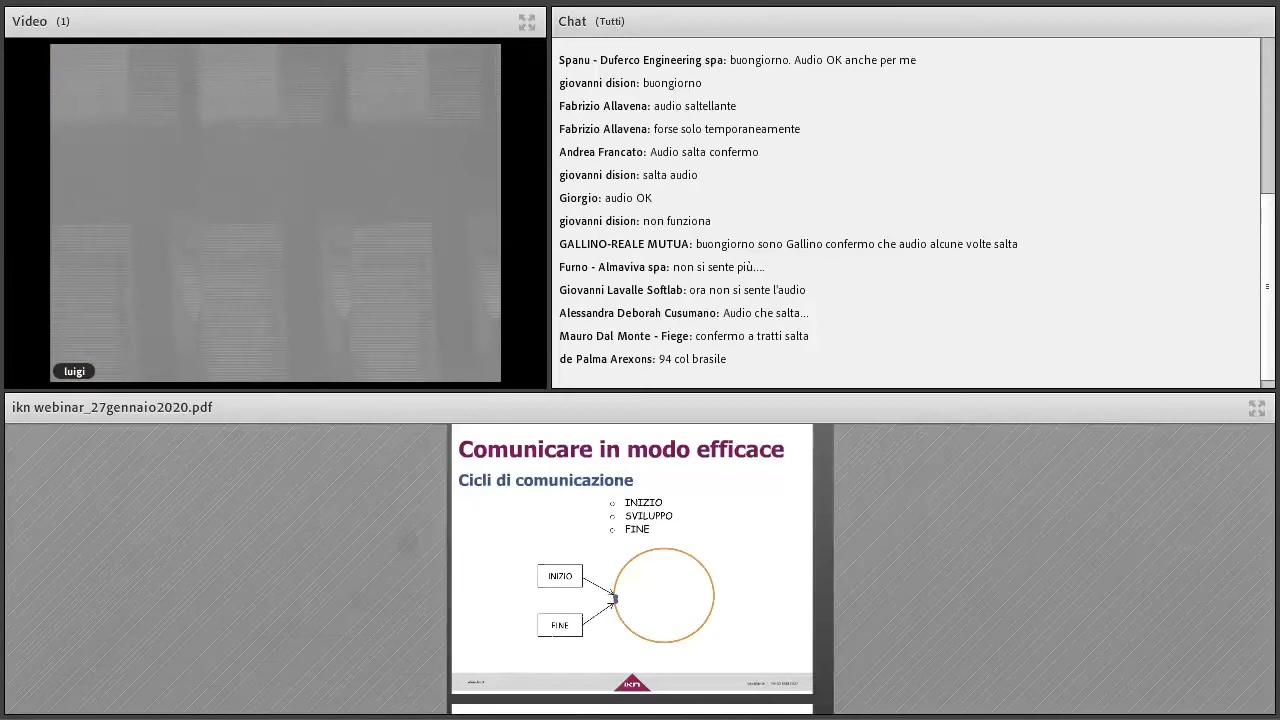 Video (1)
luigi
Chat (Tutti)
Spanu - Duferco Engineering spa: buongiorno. Audio OK anche per me
giovanni dision: buongiorno
Fabrizio Allavena: audio saltellante
Fabrizio Allavena: forse solo temporaneamente
Andrea Francato: Audio salta confermo
giovanni dision: salta audio
Giorgio: audio OK
giovanni dision: non funziona
GALLINO-REALE MUTUA: buongiorno sono Gallino confermo che audio alcune volte salta
Furno - Almaviva spa: non si sente più....
Giovanni Lavalle Softlab: ora non si sente l'audio
Alessandra Deborah Cusumano: Audio che salta...
Mauro Dal Monte - Fiege: confermo a tratti salta
de Palma Arexons: 94 col brasile
ikn webinar_27gennaio2020.pdf
Comunicare in modo efficace
Cicli di comunicazione
INIZIO
SVILUPPO
FINE
INIZIO
FINE
ikn